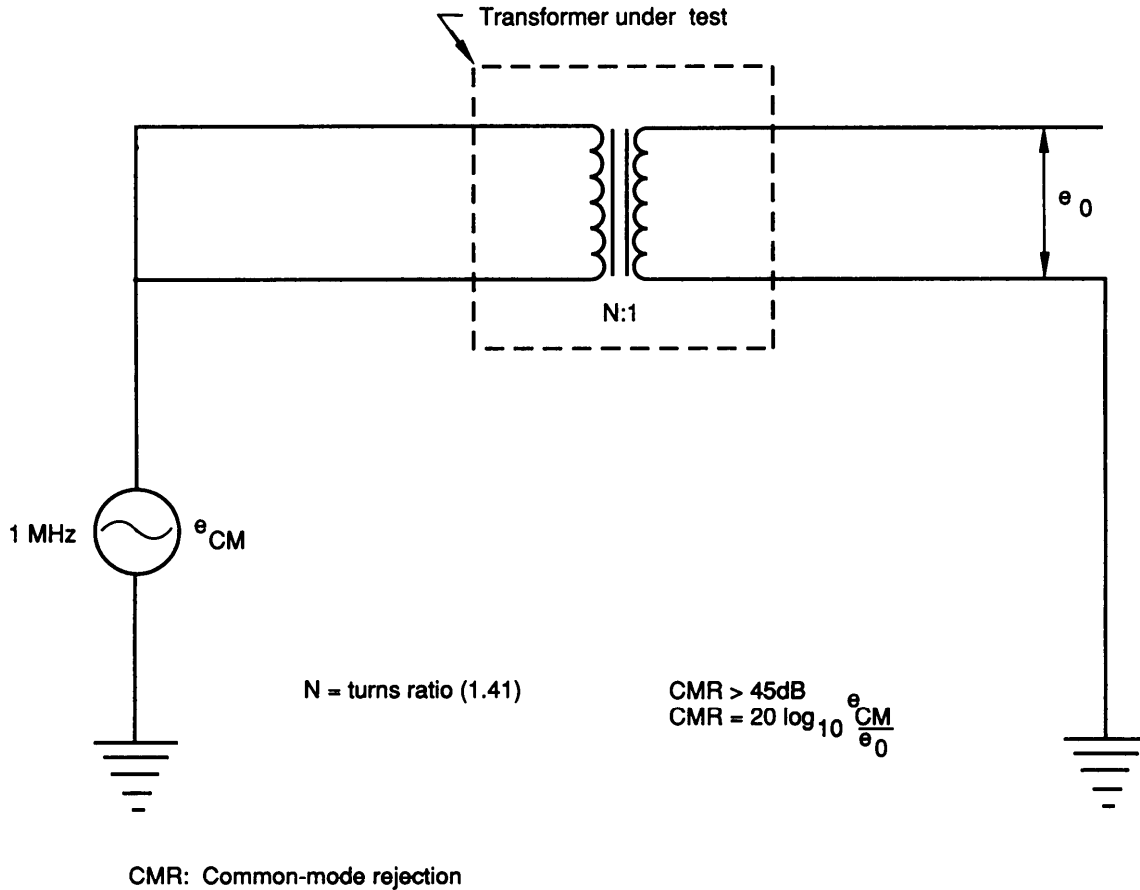 Transformer under test
e0
N:1
1 MHz
eCM
N = turns ratio (1.41)
CMR > 45dB
CMR = 20 log10 eCM/e0
CMR: Common-mode rejection